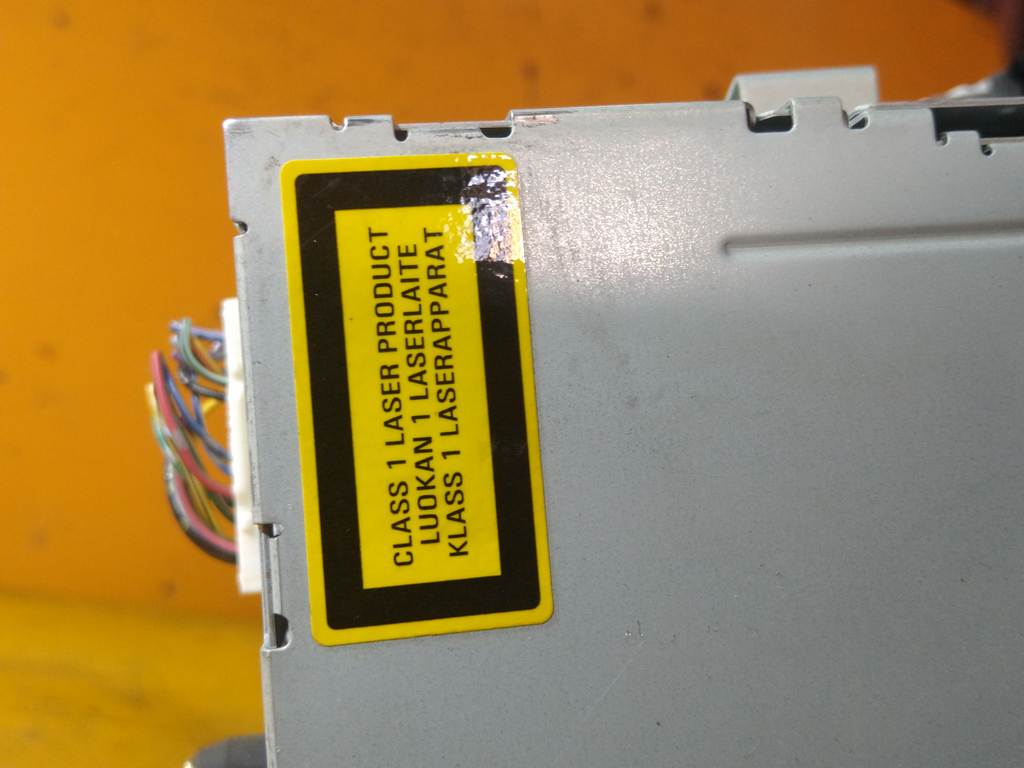 CLASS 1 LASER PRODUCT
LUOKAN 1 LASERLAITE
KLASS 1 LASERAPPARAT